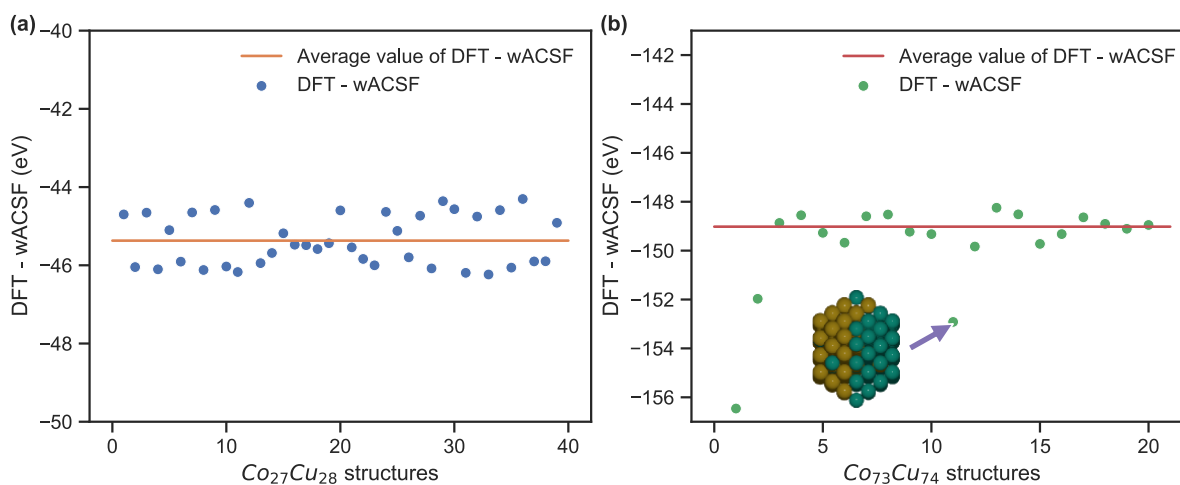 (a)
−40
−42
−44
−46
−48
−50
DFT - wACSF (eV)
Average value of DFT - wACSF
DFT - wACSF
0 10 20 30 40
Co27Cu28 structures
(b)
−142
−144
−146
−148
−150
−152
−154
−156
DFT - wACSF (eV)
Average value of DFT - wACSF
DFT - wACSF
0 5 10 15 20
Co73Cu74 structures